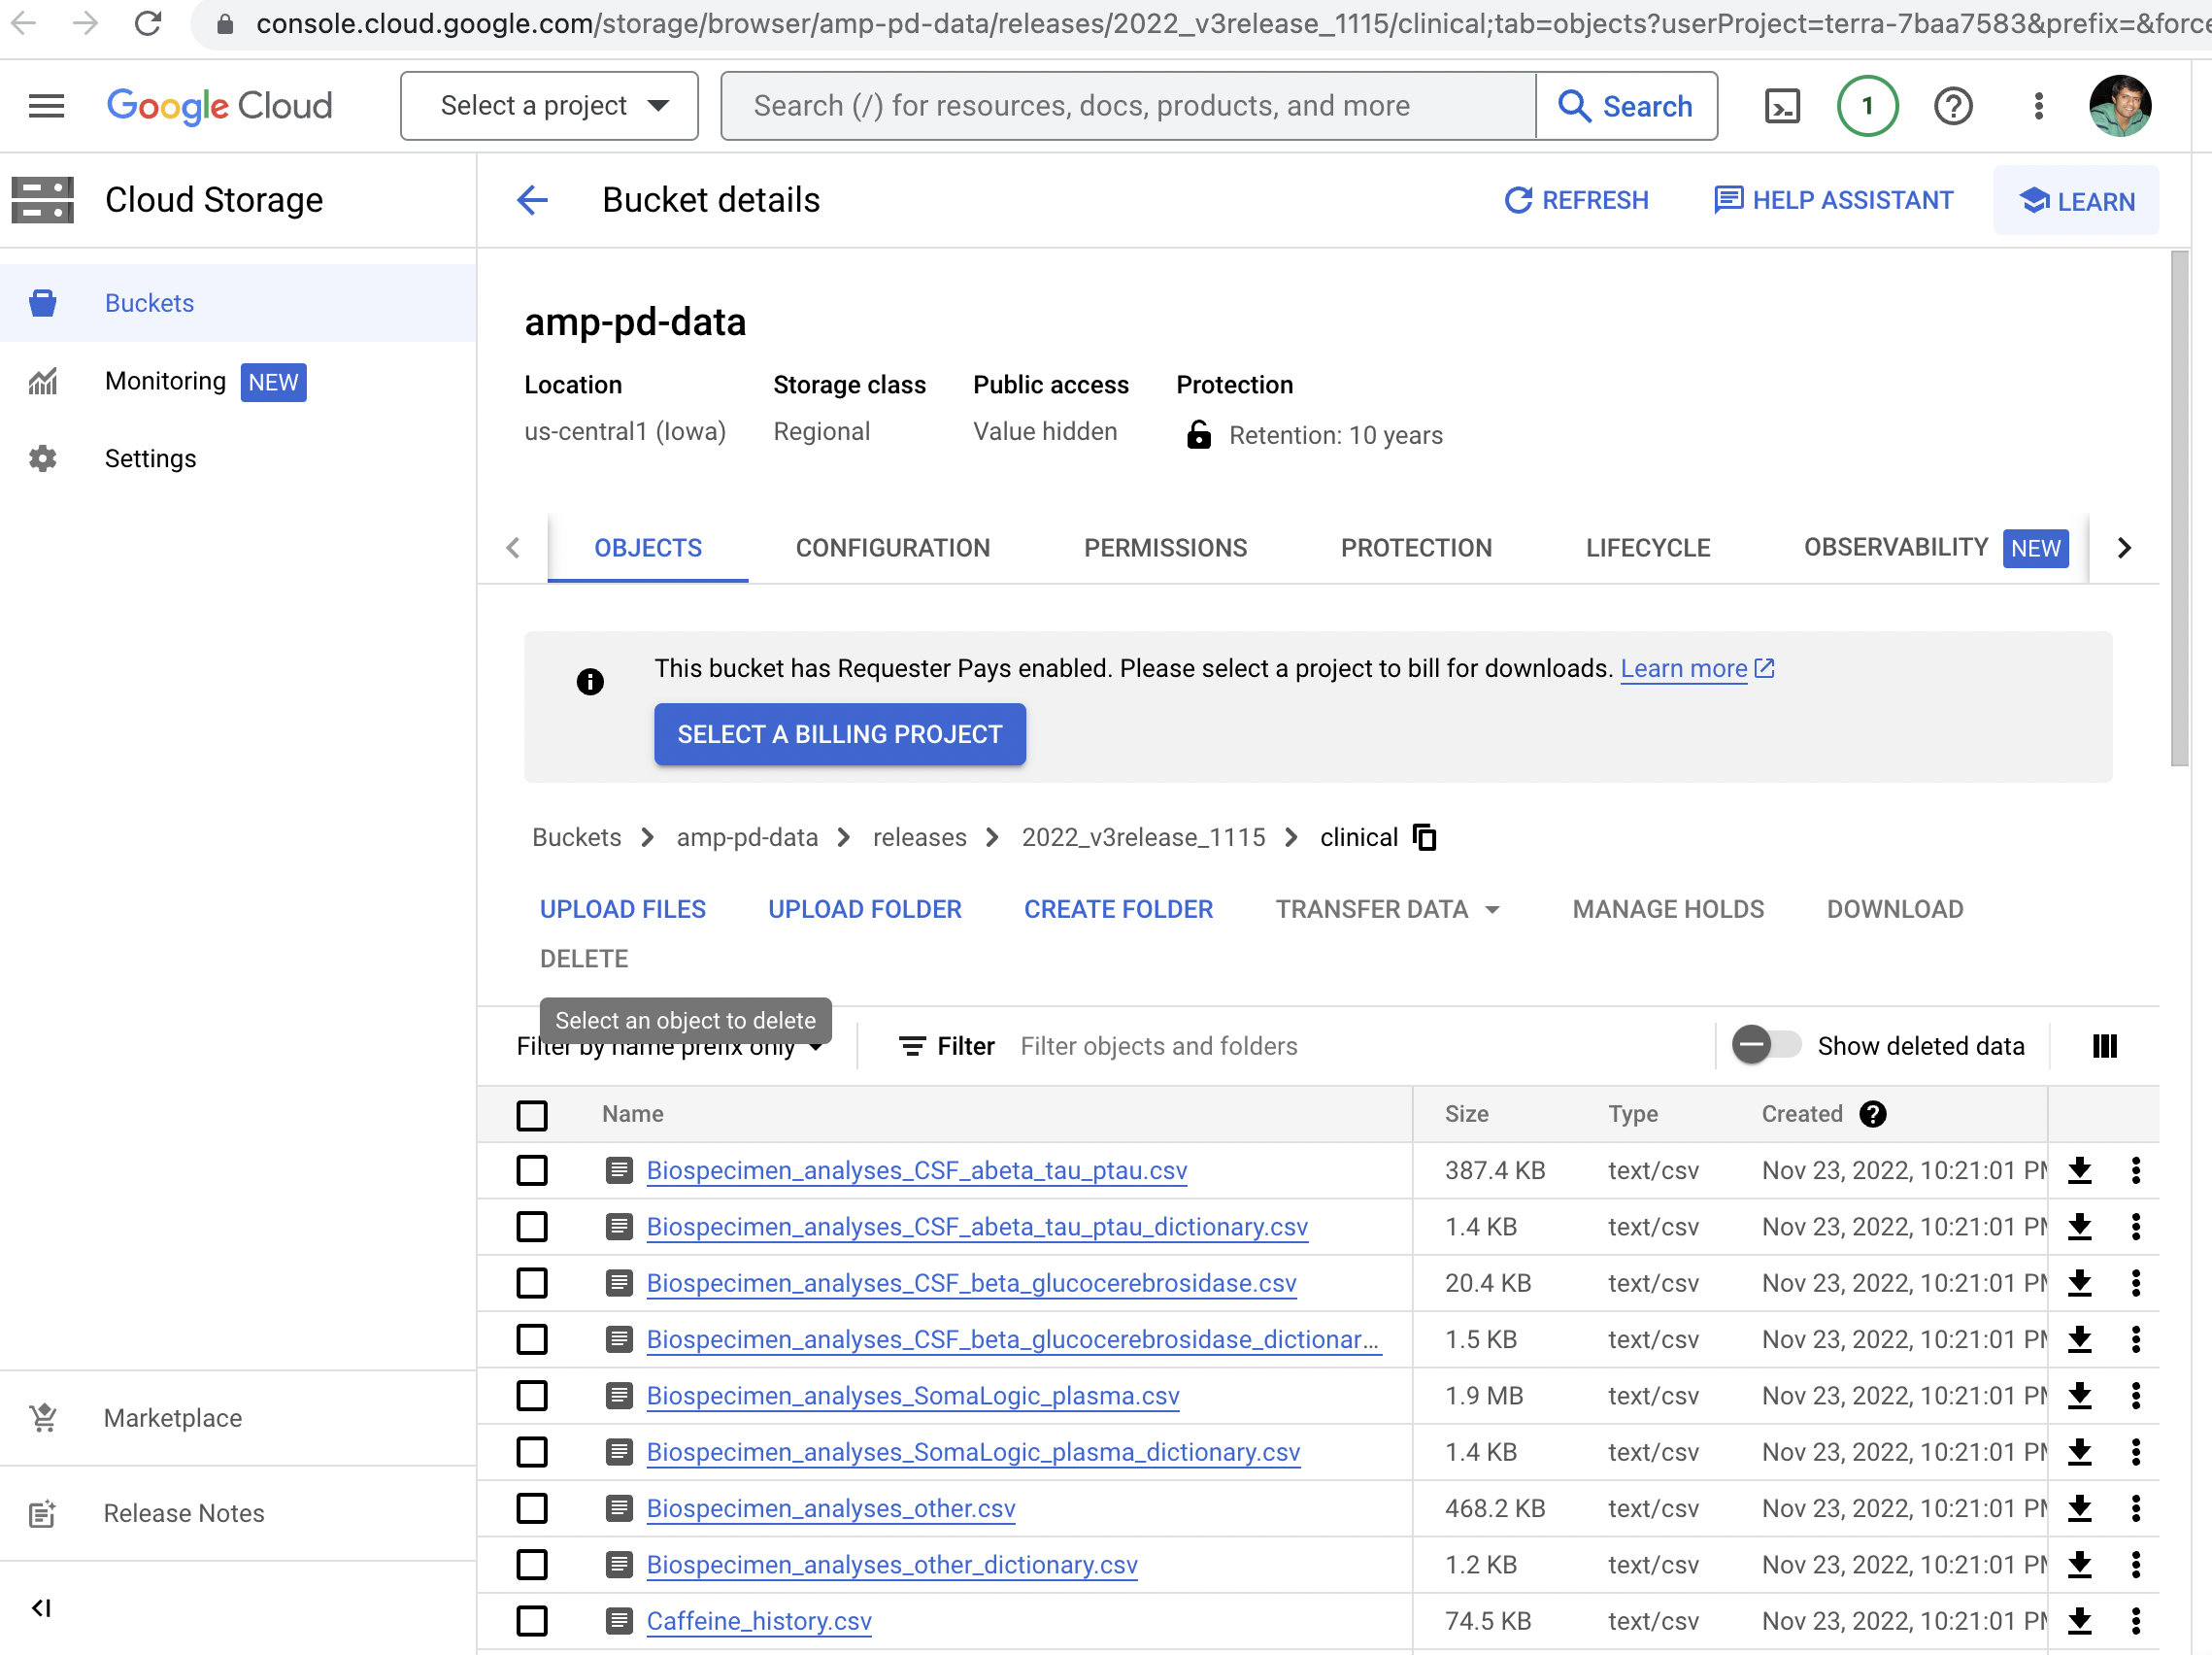 console.cloud.google.com/storage/browser/amp-pd-data/releases/2022_v3release_1115/clinical;tab=objects?userProject=terra-7baa7583&prefix=&force
Google Cloud
Select a project
Search (/) for resources, docs, products, and more
Search
1
Cloud Storage
Bucket details
REFRESH
HELP ASSISTANT
LEARN
Buckets
Monitoring NEW
Settings
Marketplace
Release Notes
amp-pd-data
Location Storage class Public access Protection
us-central1 (Iowa) Regional Value hidden Retention: 10 years
OBJECTS CONFIGURATION PERMISSIONS PROTECTION LIFECYCLE OBSERVABILITY NEW
This bucket has Requester Pays enabled. Please select a project to bill for downloads. Learn more
SELECT A BILLING PROJECT
Buckets > amp-pd-data > releases > 2022_v3release_1115 > clinical
UPLOAD FILES UPLOAD FOLDER CREATE FOLDER TRANSFER DATA MANAGE HOLDS DOWNLOAD
DELETE
Select an object to delete
Filter by name prefix only Filter Filter objects and folders Show deleted data
Name Size Type Created
Biospecimen_analyses_CSF_abeta_tau_ptau.csv 387.4 KB text/csv Nov 23, 2022, 10:21:01 PM
Biospecimen_analyses_CSF_abeta_tau_ptau_dictionary.csv 1.4 KB text/csv Nov 23, 2022, 10:21:01 PM
Biospecimen_analyses_CSF_beta_glucocerebrosidase.csv 20.4 KB text/csv Nov 23, 2022, 10:21:01 PM
Biospecimen_analyses_CSF_beta_glucocerebrosidase_dictionar... 1.5 KB text/csv Nov 23, 2022, 10:21:01 PM
Biospecimen_analyses_SomaLogic_plasma.csv 1.9 MB text/csv Nov 23, 2022, 10:21:01 PM
Biospecimen_analyses_SomaLogic_plasma_dictionary.csv 1.4 KB text/csv Nov 23, 2022, 10:21:01 PM
Biospecimen_analyses_other.csv 468.2 KB text/csv Nov 23, 2022, 10:21:01 PM
Biospecimen_analyses_other_dictionary.csv 1.2 KB text/csv Nov 23, 2022, 10:21:01 PM
Caffeine_history.csv 74.5 KB text/csv Nov 23, 2022, 10:21:01 PM